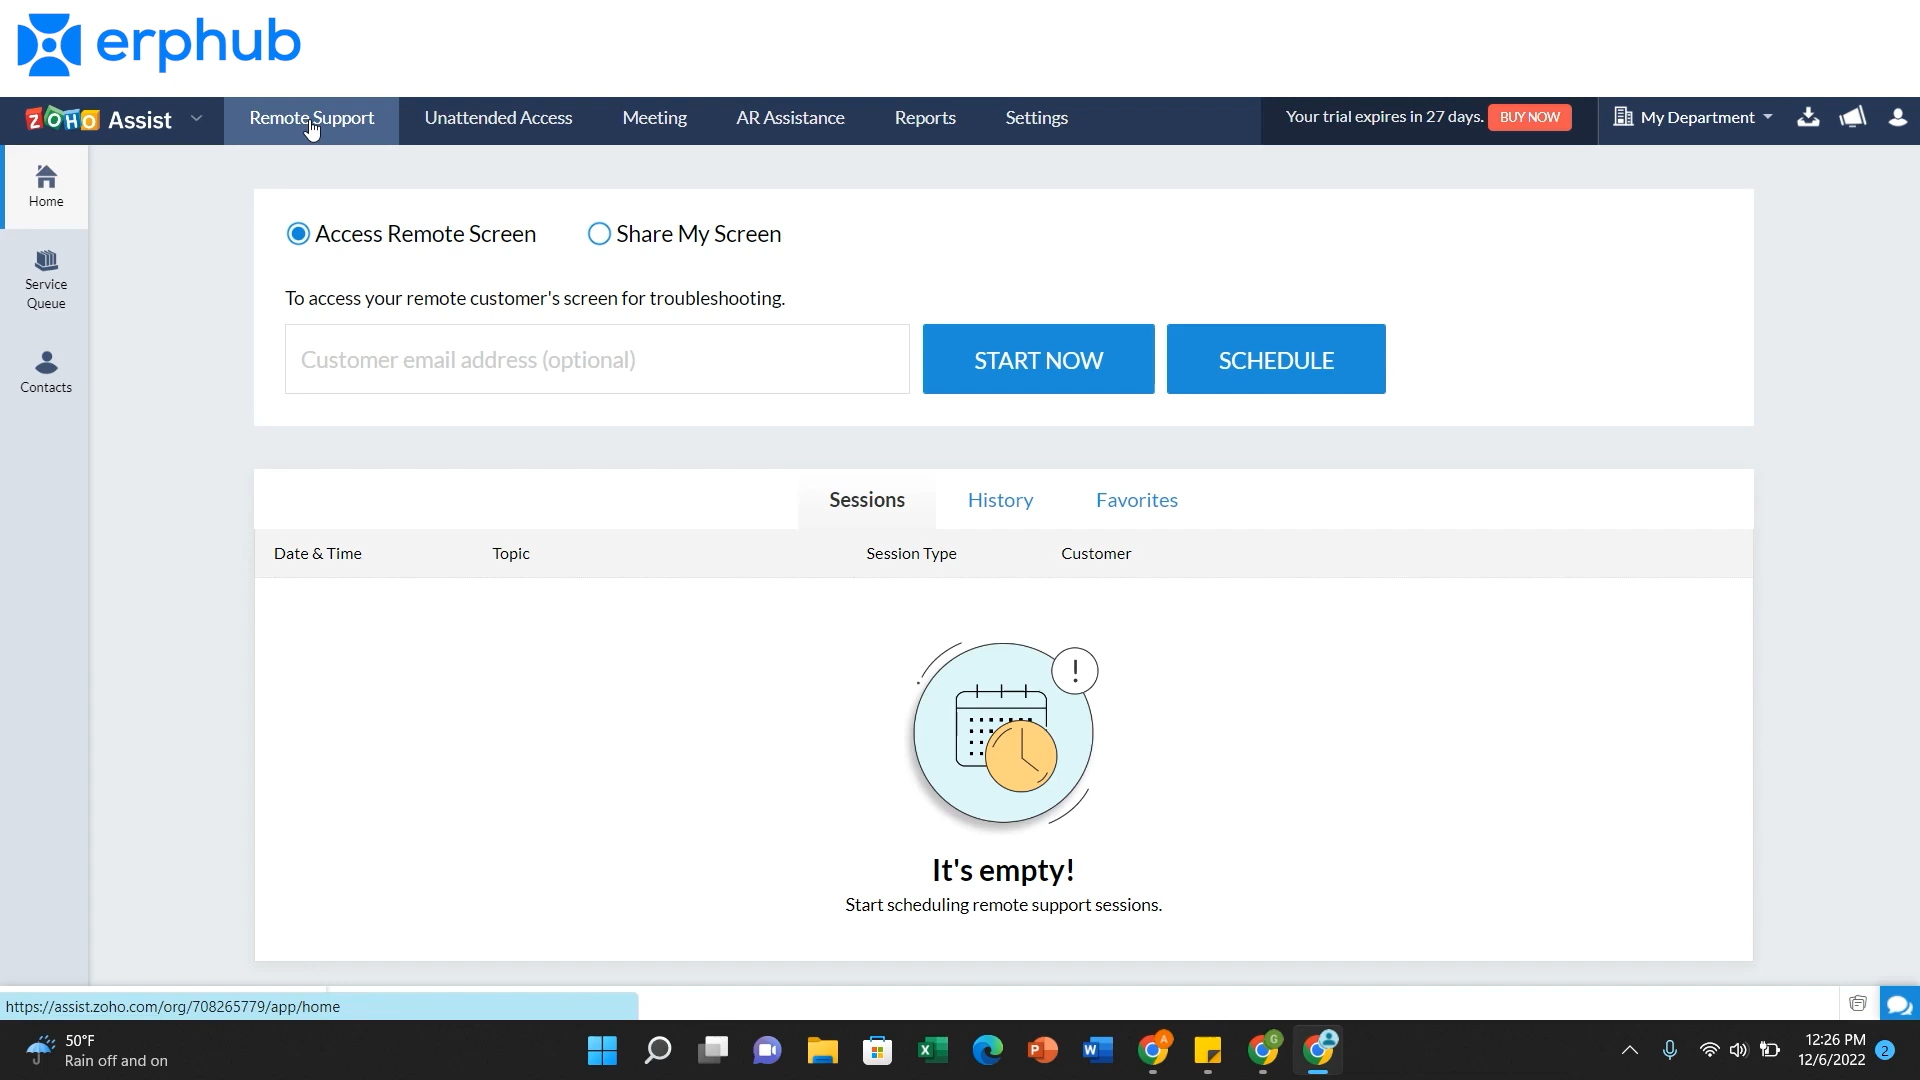 erphub
ZOHO Assist
Remote Support
Unattended Access
Meeting
AR Assistance
Reports
Settings
Your trial expires in 27 days.
BUY NOW
My Department
Home
Service
Queue
Contacts
Access Remote Screen
Share My Screen
To access your remote customer's screen for troubleshooting.
Customer email address (optional)
START NOW
SCHEDULE
Sessions
History
Favorites
Date & Time
Topic
Session Type
Customer
!
It's empty!
Start scheduling remote support sessions.
https://assist.zoho.com/org/708265779/app/home
50°F
Rain off and on
X
P
W
A
G
12:26 PM
12/6/2022
2